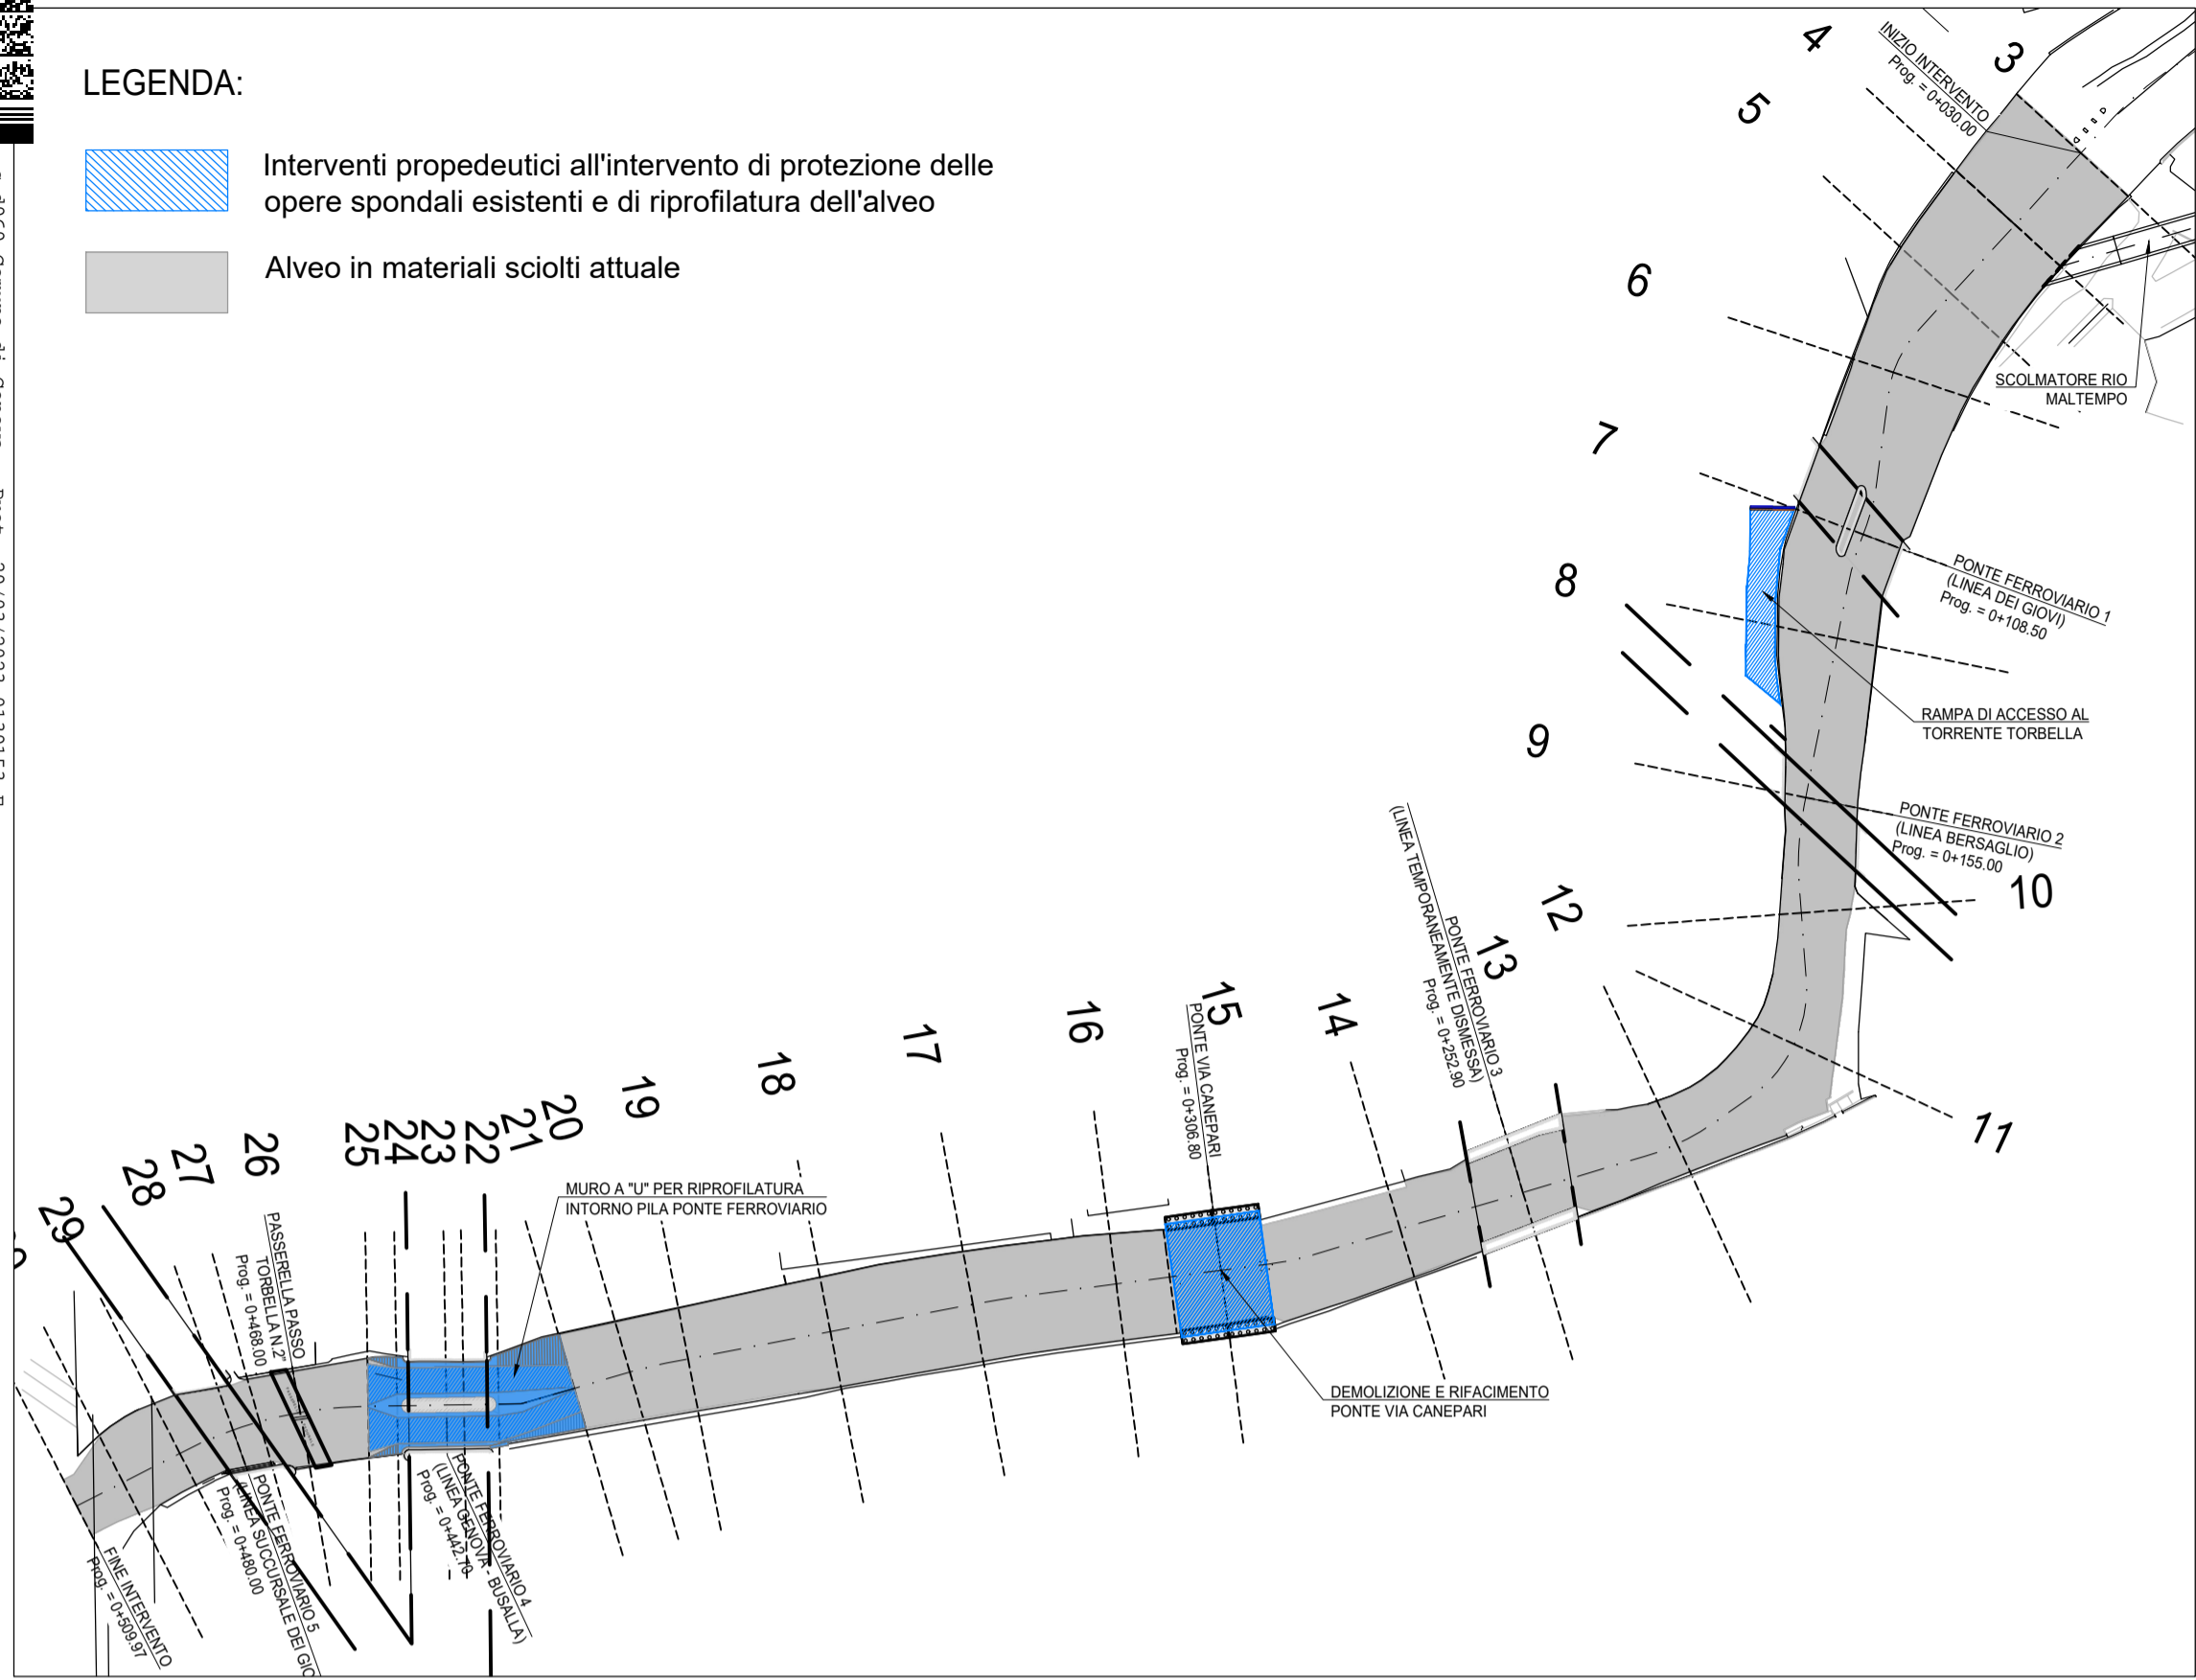 LEGENDA:
Interventi propedeutici all'intervento di protezione delle
opere spondali esistenti e di riprofilatura dell'alveo
Alveo in materiali sciolti attuale
3
4
INIZIO INTERVENTO
Prog. = 0+030.00
5
6
SCOLMATORE RIO
MALTEMPO
7
PONTE FERROVIARIO 1
(LINEA DEI GIOVI)
Prog. = 0+108.50
8
RAMPA DI ACCESSO AL
TORRENTE TORBELLA
9
PONTE FERROVIARIO 2
(LINEA BERSAGLIO)
Prog. = 0+155.00
10
11
12
13
PONTE FERROVIARIO 3
(LINEA TEMPORANEAMENTE DISMESSA)
Prog. = 0+252.90
14
15
PONTE VIA CANEPARI
Prog. = 0+306.80
DEMOLIZIONE E RIFACIMENTO
PONTE VIA CANEPARI
16
17
18
19
20
21
22
23
24
25
MURO A "U" PER RIPROFILATURA
INTORNO PILA PONTE FERROVIARIO
PONTE FERROVIARIO 4
(LINEA GENOVA - BUSALLA)
Prog. = 0+442.70
26
PASSERELLA PASSO
TORBELLA N.2"
Prog. = 0+468.00
27
28
29
PONTE FERROVIARIO 5
(LINEA SUCCURSALE DEI GIO
Prog. = 0+480.00
FINE INTERVENTO
Prog. = 0+509.97